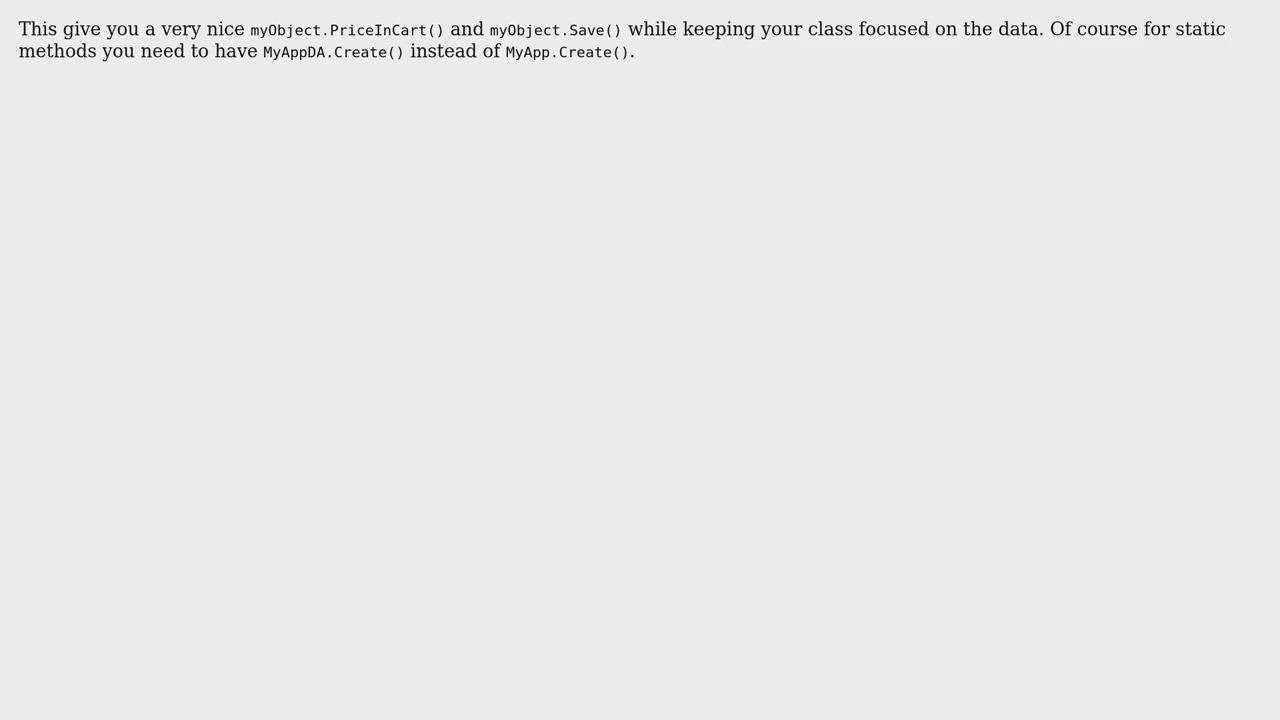 This give you a very nice myObject.PriceInCart() and myObject.Save() while keeping your class focused on the data. Of course for static
methods you need to have MyAppDA.Create() instead of MyApp.Create().